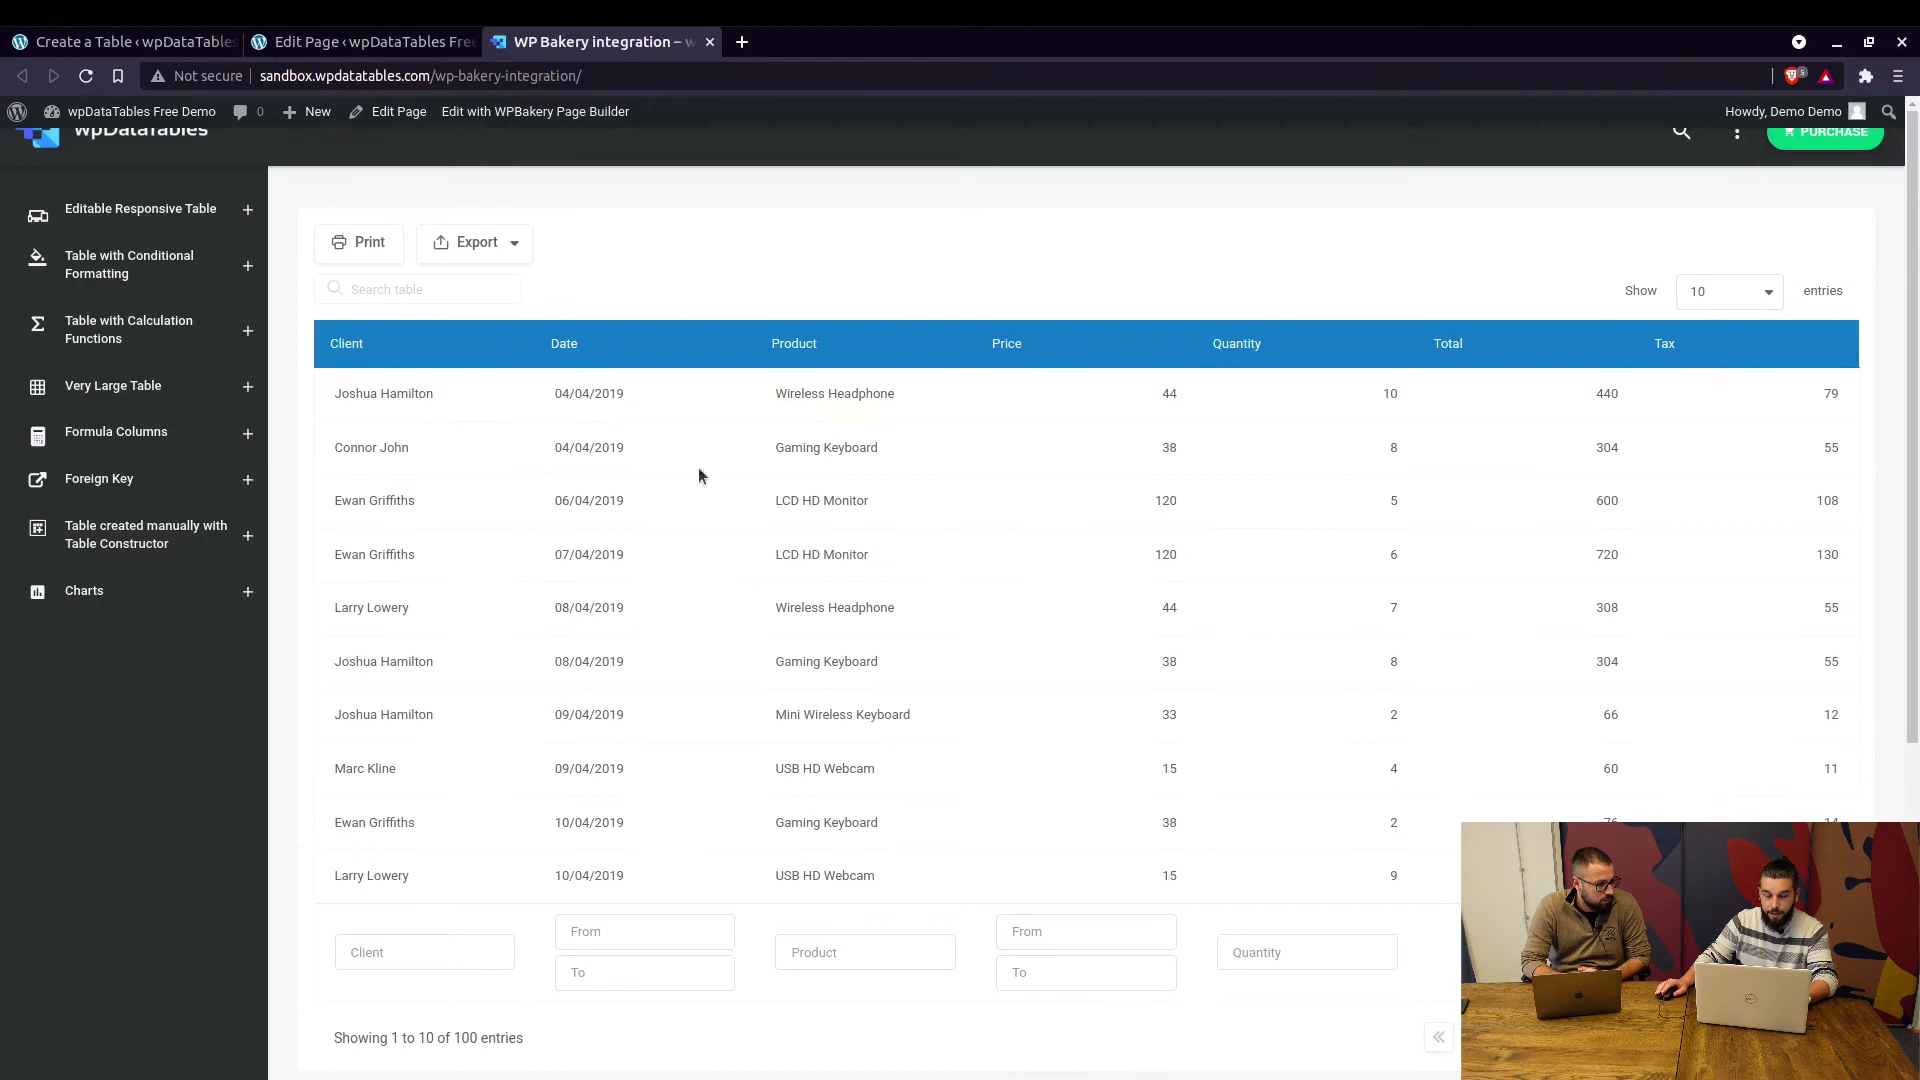 Create a Table ‹ wpDataTables
Edit Page ‹ wpDataTables Free
WP Bakery integration – w
Not secure
sandbox.wpdatatables.com/wp-bakery-integration/
5
wpDataTables Free Demo
0
New
Edit Page
Edit with WPBakery Page Builder
Howdy, Demo Demo
wpDataTables
PURCHASE
Editable Responsive Table
Table with Conditional
Formatting
Table with Calculation
Functions
Very Large Table
Formula Columns
Foreign Key
Table created manually with
Table Constructor
Charts
Print
Export
Search table
Show 10 entries
Client Date Product Price Quantity Total Tax
Joshua Hamilton 04/04/2019 Wireless Headphone 44 10 440 79
Connor John 04/04/2019 Gaming Keyboard 38 8 304 55
Ewan Griffiths 06/04/2019 LCD HD Monitor 120 5 600 108
Ewan Griffiths 07/04/2019 LCD HD Monitor 120 6 720 130
Larry Lowery 08/04/2019 Wireless Headphone 44 7 308 55
Joshua Hamilton 08/04/2019 Gaming Keyboard 38 8 304 55
Joshua Hamilton 09/04/2019 Mini Wireless Keyboard 33 2 66 12
Marc Kline 09/04/2019 USB HD Webcam 15 4 60 11
Ewan Griffiths 10/04/2019 Gaming Keyboard 38 2 76 14
Larry Lowery 10/04/2019 USB HD Webcam 15 9
From From
Client Product Quantity
To To
Showing 1 to 10 of 100 entries